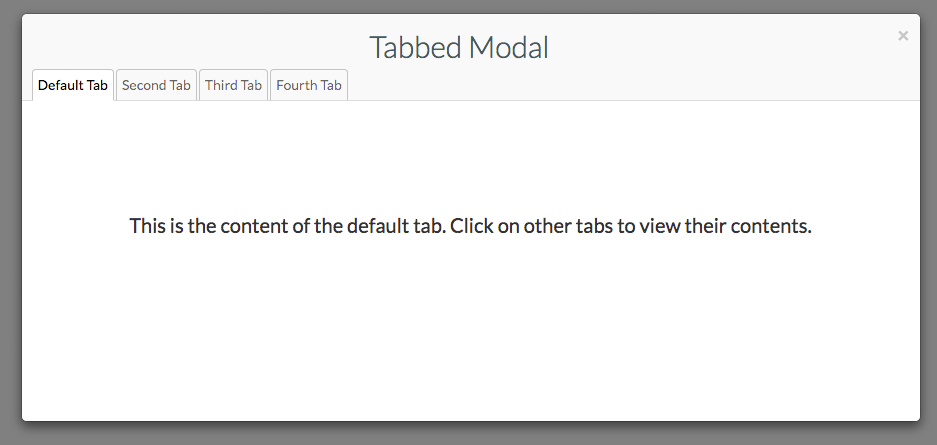 Tabbed Modal
×
Default Tab Second Tab Third Tab Fourth Tab
This is the content of the default tab. Click on other tabs to view their contents.